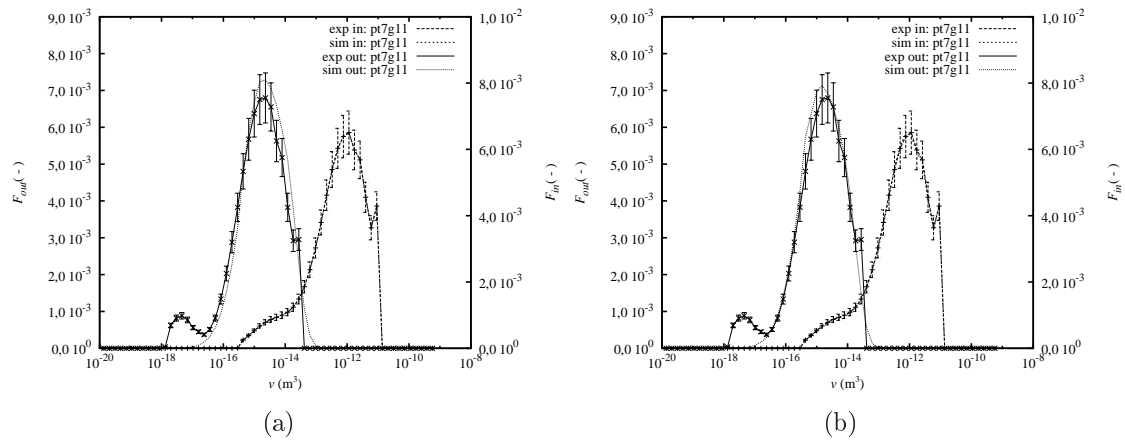 9,0 10⁻³
8,0 10⁻³
7,0 10⁻³
6,0 10⁻³
5,0 10⁻³
4,0 10⁻³
3,0 10⁻³
2,0 10⁻³
1,0 10⁻³
0,0 10⁰
F_out(-)
exp in: pt7g11
sim in: pt7g11
exp out: pt7g11
sim out: pt7g11
1,0 10⁻²
8,0 10⁻³
6,0 10⁻³
4,0 10⁻³
2,0 10⁻³
0,0 10⁰
F_in(-)
10⁻²⁰ 10⁻¹⁸ 10⁻¹⁶ 10⁻¹⁴ 10⁻¹² 10⁻¹⁰ 10⁻⁸
v (m³)
(a)
9,0 10⁻³
8,0 10⁻³
7,0 10⁻³
6,0 10⁻³
5,0 10⁻³
4,0 10⁻³
3,0 10⁻³
2,0 10⁻³
1,0 10⁻³
0,0 10⁰
F_out(-)
exp in: pt7g11
sim in: pt7g11
exp out: pt7g11
sim out: pt7g11
1,0 10⁻²
8,0 10⁻³
6,0 10⁻³
4,0 10⁻³
2,0 10⁻³
0,0 10⁰
F_in(-)
10⁻²⁰ 10⁻¹⁸ 10⁻¹⁶ 10⁻¹⁴ 10⁻¹² 10⁻¹⁰ 10⁻⁸
v (m³)
(b)